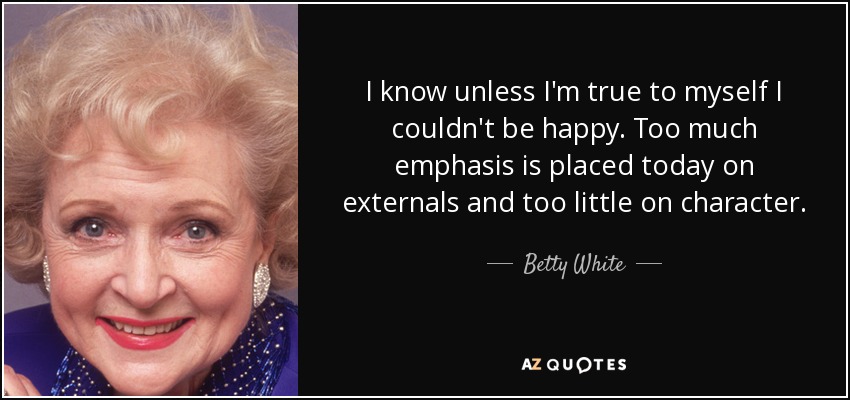 I know unless I'm true to myself I
couldn't be happy. Too much
emphasis is placed today on
externals and too little on character.
Betty White
AZ QUOTES